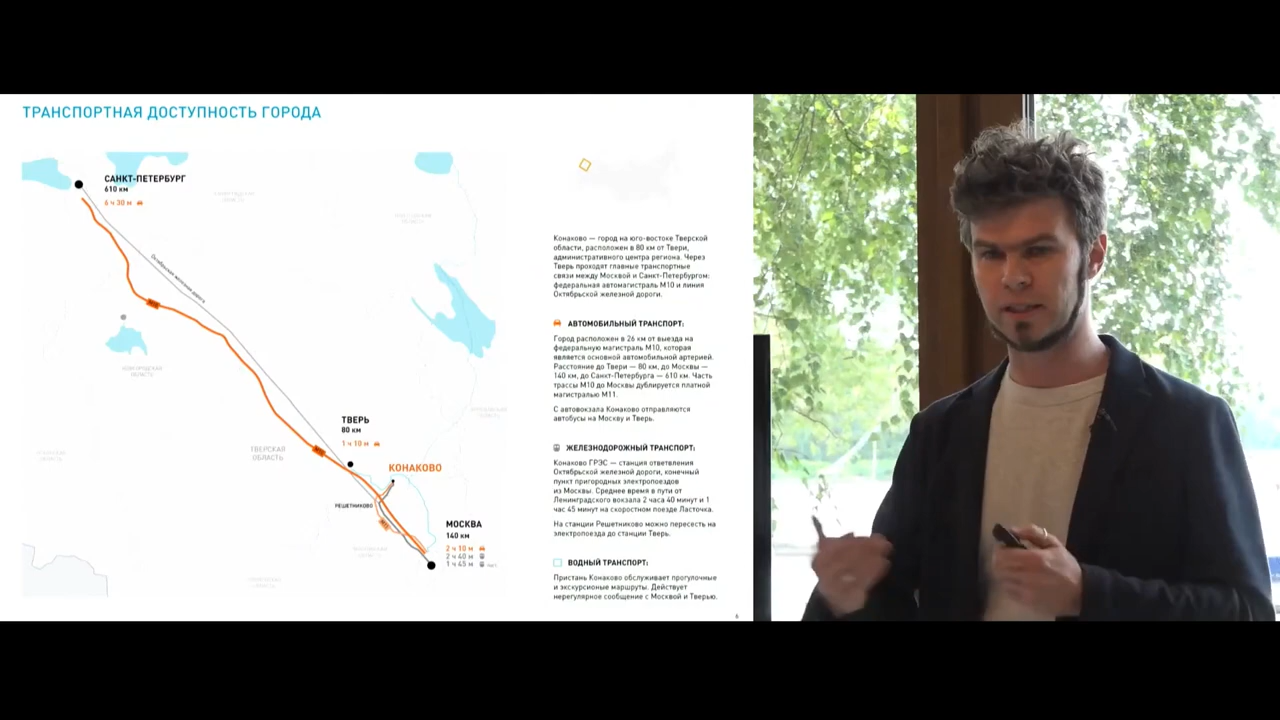 ТРАНСПОРТНАЯ ДОСТУПНОСТЬ ГОРОДА
САНКТ-ПЕТЕРБУРГ
610 км
6 ч 30 м
Октябрьская железная дорога
НОВГОРОДСКАЯ
ОБЛАСТЬ
ТВЕРЬ
80 км
1 ч 10 м
ТВЕРСКАЯ
ОБЛАСТЬ
КОНАКОВО
РЕШЕТНИКОВО
МОСКВА
140 км
2 ч 10 м
2 ч 40 м
1 ч 45 м
Конаково — город на юго-востоке Тверской
области, расположен в 80 км от Твери,
административного центра региона. Через
Тверь проходят главные транспортные
связи между Москвой и Санкт-Петербургом:
федеральная автомагистраль М10 и линия
Октябрьской железной дороги.
АВТОМОБИЛЬНЫЙ ТРАНСПОРТ:
Город расположен в 26 км от выезда на
федеральную магистраль М10, которая
является основной автомобильной артерией.
Расстояние до Твери — 80 км, до Москвы —
140 км, до Санкт-Петербурга — 610 км. Часть
трассы М10 до Москвы дублируется платной
магистралью М11.
С автовокзала Конаково отправляются
автобусы на Москву и Тверь.
ЖЕЛЕЗНОДОРОЖНЫЙ ТРАНСПОРТ:
Конаково ГРЭС — станция ответвления
Октябрьской железной дороги, конечный
пункт пригородных электропоездов
из Москвы. Среднее время в пути от
Ленинградского вокзала 2 часа 40 минут и 1
час 45 минут на скоростном поезде Ласточка.
На станции Решетниково можно пересесть на
электропоезда до станции Тверь.
ВОДНЫЙ ТРАНСПОРТ:
Пристань Конаково обслуживает прогулочные
и экскурсионные маршруты. Действует
нерегулярное сообщение с Москвой и Тверью.
6